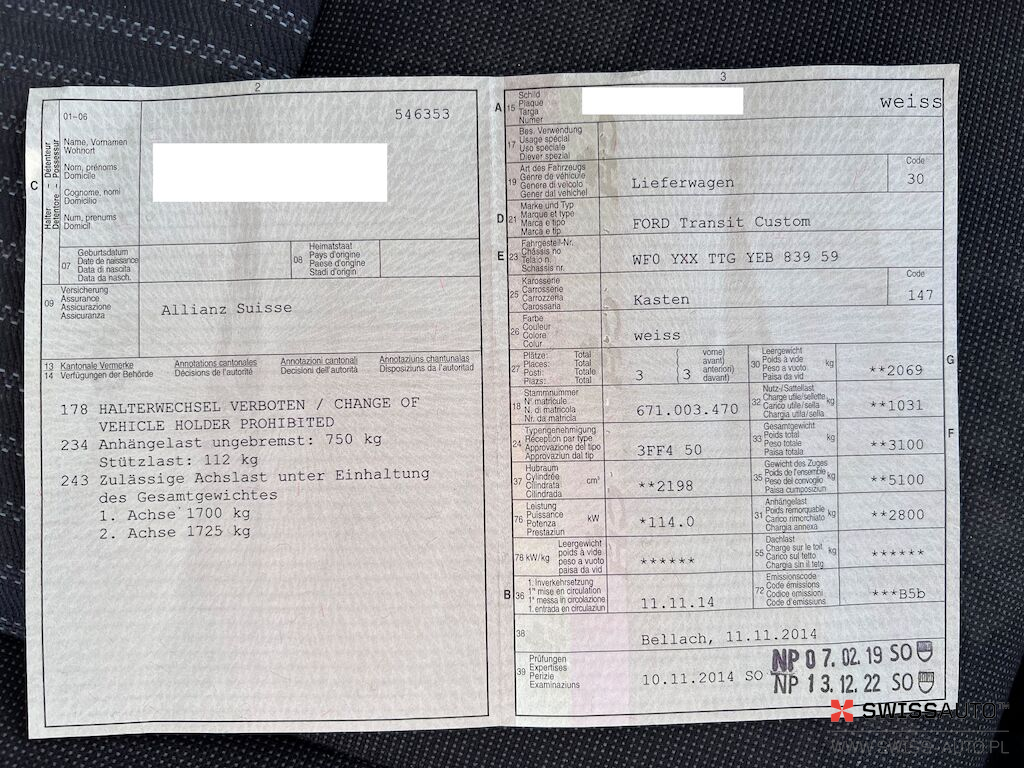 2
01–06
546353
Halter – Detenteur
Detentore – Possessur
C
Name, Vornamen
Wohnort
Nom, prénoms
Domicile
Cognome, nomi
Domicilio
Num, prenums
Domicil
07
Geburtsdatum
Date de naissance
Data di nascita
Data da nasch.
08
Heimatstaat
Pays d'origine
Paese d'origine
Stadi d'origin
09
Versicherung
Assurance
Assicurazione
Assicuranza
Allianz Suisse
13 Kantonale Vermerke Annotations cantonales Annotazioni cantonali Annotaziuns chantunalas
14 Verfügungen der Behörde Décisions de l'autorité Decisioni dell'autorità Disposiziuns da l'autoritad
178 HALTERWECHSEL VERBOTEN / CHANGE OF
VEHICLE HOLDER PROHIBITED
234 Anhängelast ungebremst: 750 kg
Stützlast: 112 kg
243 Zulässige Achslast unter Einhaltung
des Gesamtgewichtes
1. Achse 1700 kg
2. Achse 1725 kg
3
A
15
Schild
Plaque
Targa
Numer
weiss
17
Bes. Verwendung
Usage spécial
Uso speciale
Diever spezial
19
Art des Fahrzeugs
Genre de véhicule
Genere di veicolo
Gener dal vehichel
Lieferwagen
Code
30
D
21
Marke und Typ
Marque et type
Marca e tipo
Marca e tip
FORD Transit Custom
E
23
Fahrgestell-Nr.
Châssis no
Telaio n.
Schassis nr.
WF0 YXX TTG YEB 839 59
25
Karosserie
Carrosserie
Carrozzeria
Carossaria
Kasten
Code
147
26
Farbe
Couleur
Colore
Colur
weiss
27
Plätze: Total
Places: Total
Posti: Totale
Plazs: Total
3
vorne)
avant)
anteriori)
davant)
3
30
Leergewicht
Poids à vide
Peso a vuoto
Paisa da vid
kg
**2069
G
18
Stammnummer
N° matricule
N. di matricola
Nr. da matricla
671.003.470
32
Nutz-/Sattellast
Charge utile/sellette
Carico utile/sella
Chargia utila/sella
kg
**1031
24
Typengenehmigung
Réception par type
Approvazione del tipo
Approvaziun dal tip
3FF4 50
33
Gesamtgewicht
Poids total
Peso totale
Paisa totala
kg
**3100
F
37
Hubraum
Cylindrée
Cilindrata
Cilindrada
cm³
**2198
35
Gewicht des Zuges
Poids de l'ensemble
Peso del convoglio
Paisa cumposiziun
kg
**5100
76
Leistung
Puissance
Potenza
Prestaziun
kW
*114.0
31
Anhängelast
Poids remorquable
Carico rimorchiato
Chargia annexa
kg
**2800
78 kW/kg
Leergewicht
poids à vide
peso a vuoto
paisa da vid
******
55
Dachlast
Charge sur le toit
Carico sul tetto
Chargia sin il tetg
kg
******
B
36
1. Inverkehrsetzung
1re mise en circulation
1a messa in circolazione
1. entrada en circulaziun
11.11.14
72
Emissionscode
Code émissions
Codice emissioni
Code d'emissiuns
***B5b
38
Bellach, 11.11.2014
39
Prüfungen
Expertises
Perizie
Examinaziuns
10.11.2014 SO
NP 0 7. 02. 19 SO
NP 1 3. 12. 22 SO
SWISSAUTO
WWW.SWISS-AUTO.PL